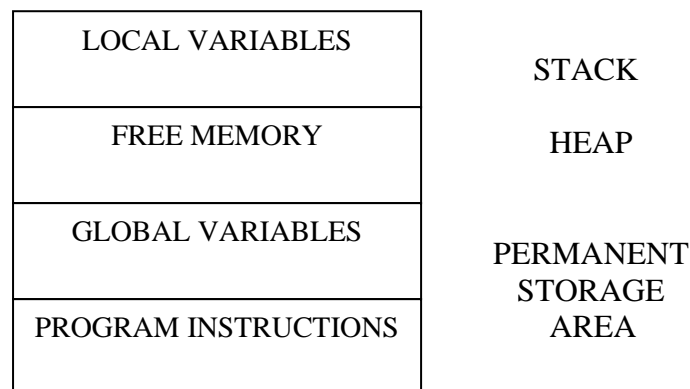 LOCAL VARIABLES
STACK
FREE MEMORY
HEAP
GLOBAL VARIABLES
PERMANENT
STORAGE
AREA
PROGRAM INSTRUCTIONS